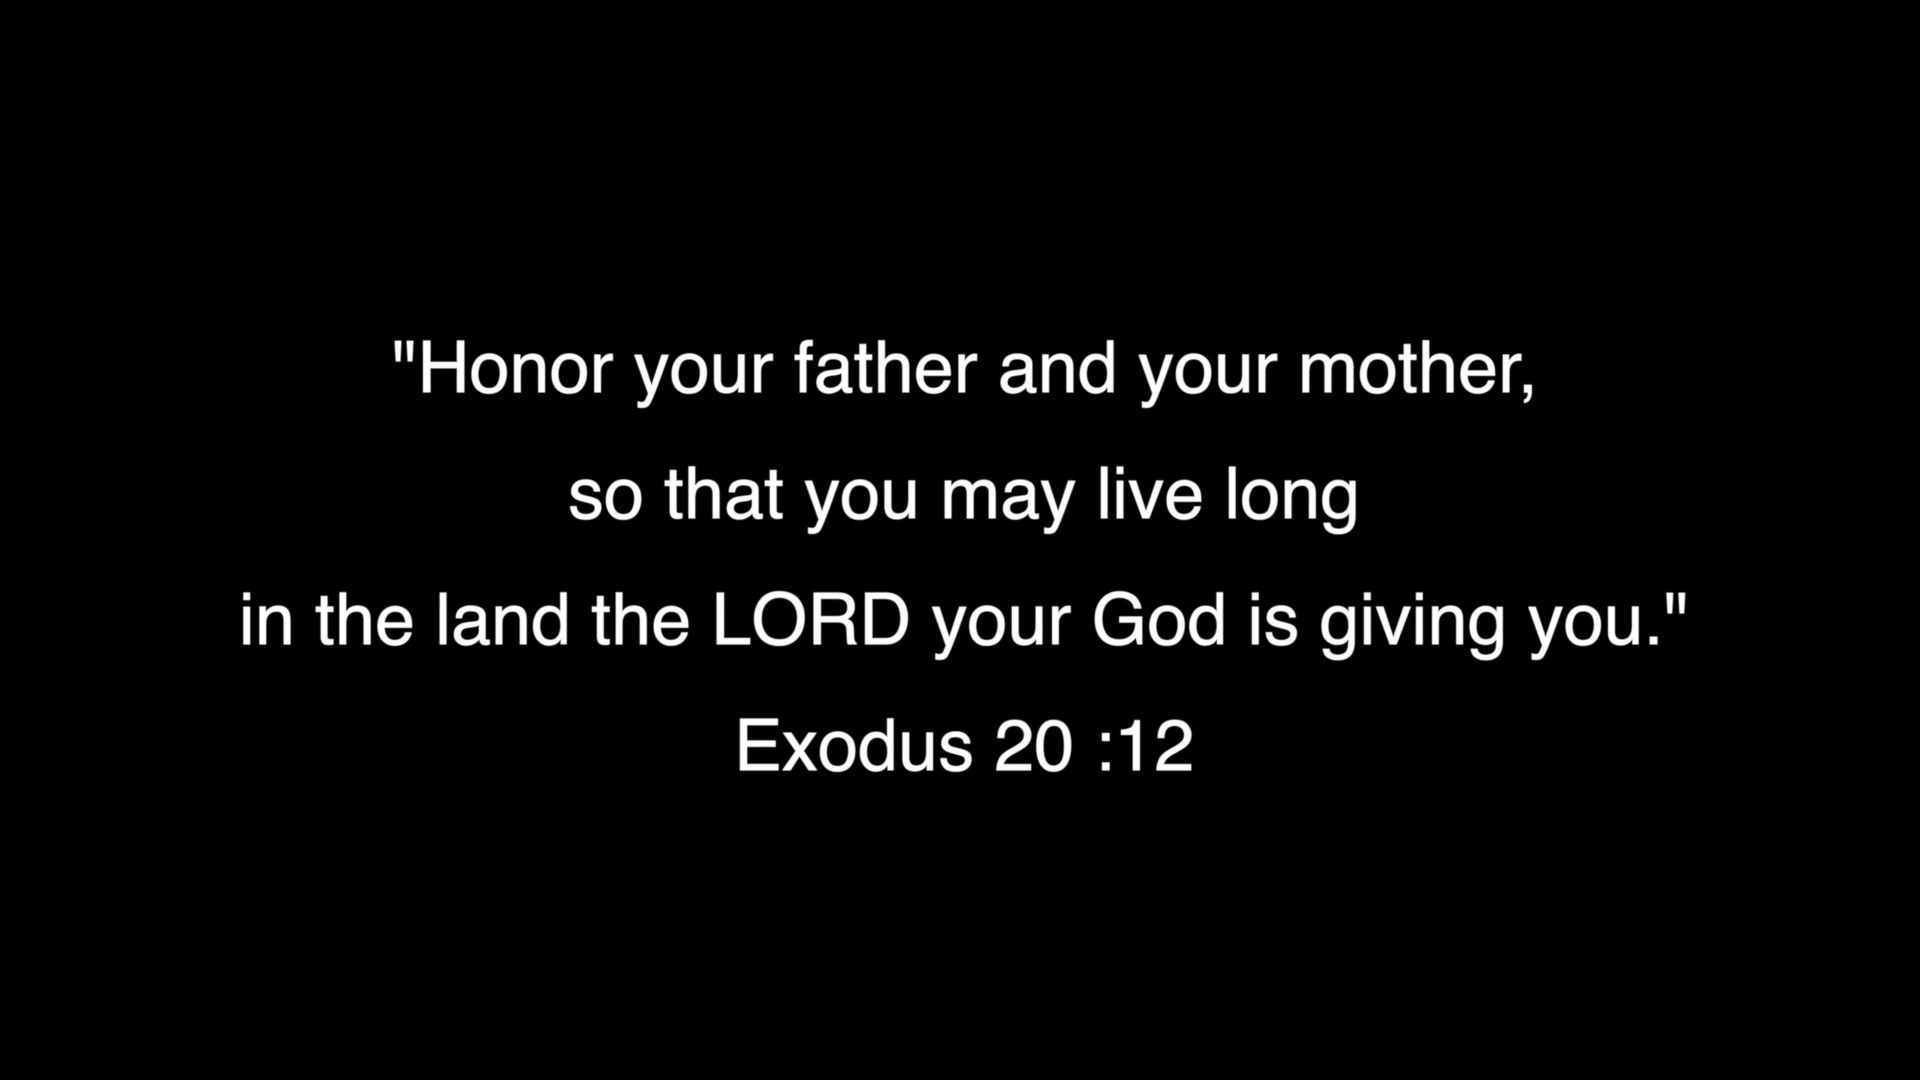 "Honor your father and your mother,
so that you may live long
in the land the LORD your God is giving you."
Exodus 20 :12